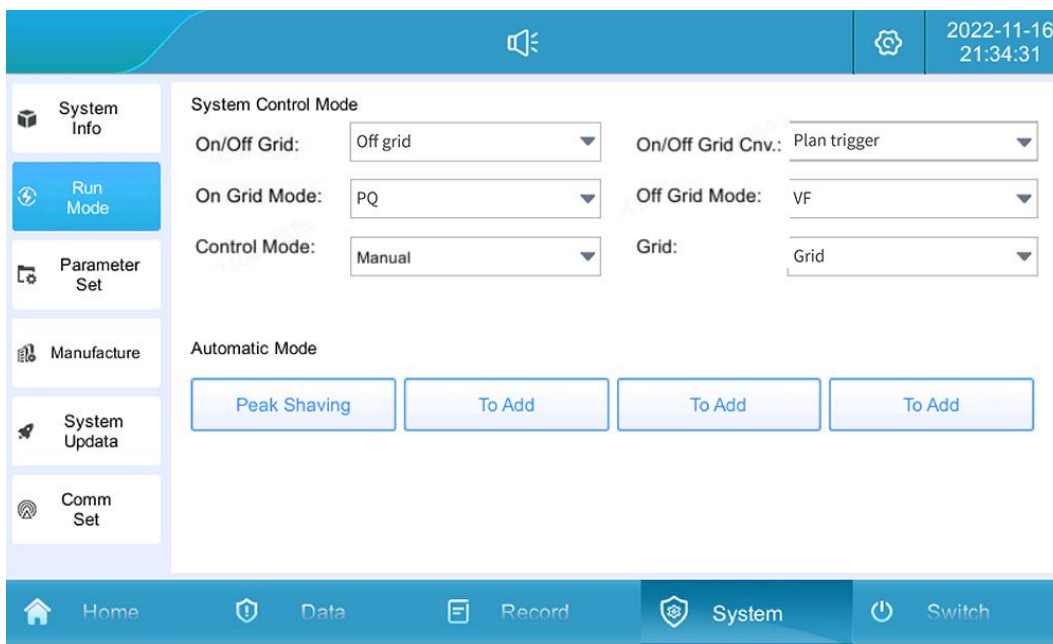 2022-11-16
21:34:31
System
Info
Run
Mode
Parameter
Set
Manufacture
System
Updata
Comm
Set
System Control Mode
On/Off Grid: Off grid On/Off Grid Cnv.: Plan trigger
On Grid Mode: PQ Off Grid Mode: VF
Control Mode: Manual Grid: Grid
Automatic Mode
Peak Shaving To Add To Add To Add
Home Data Record System Switch